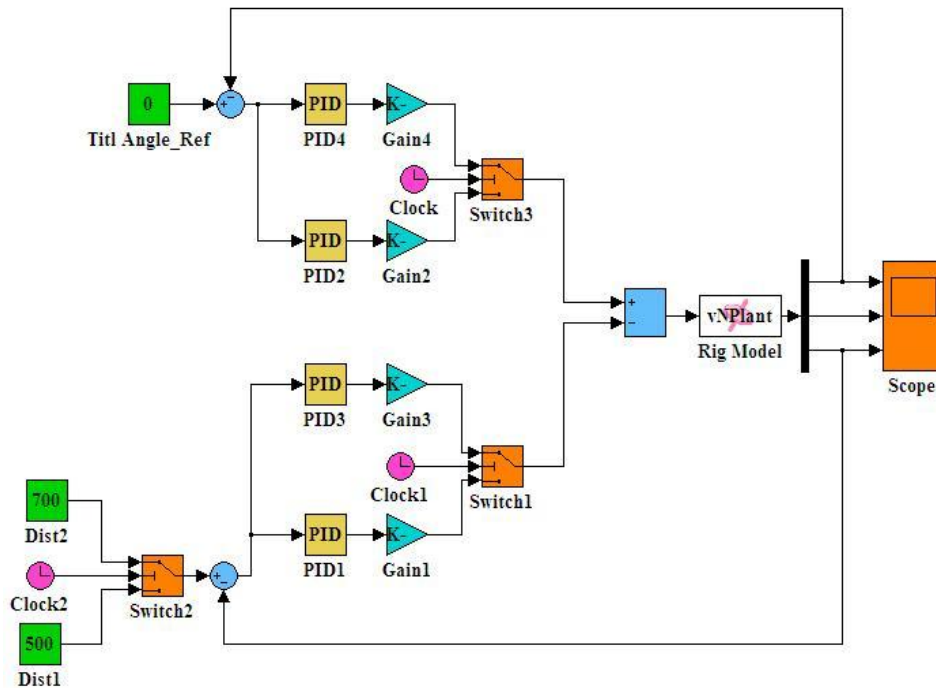 0
PID
K-
Titl Angle_Ref
PID4
Gain4
Clock
Switch3
PID
K-
PID2
Gain2
+
−
vNPlant
Rig Model
Scope
PID
K-
PID3
Gain3
Clock1
Switch1
700
PID
K-
Dist2
PID1
Gain1
Clock2
Switch2
500
Dist1